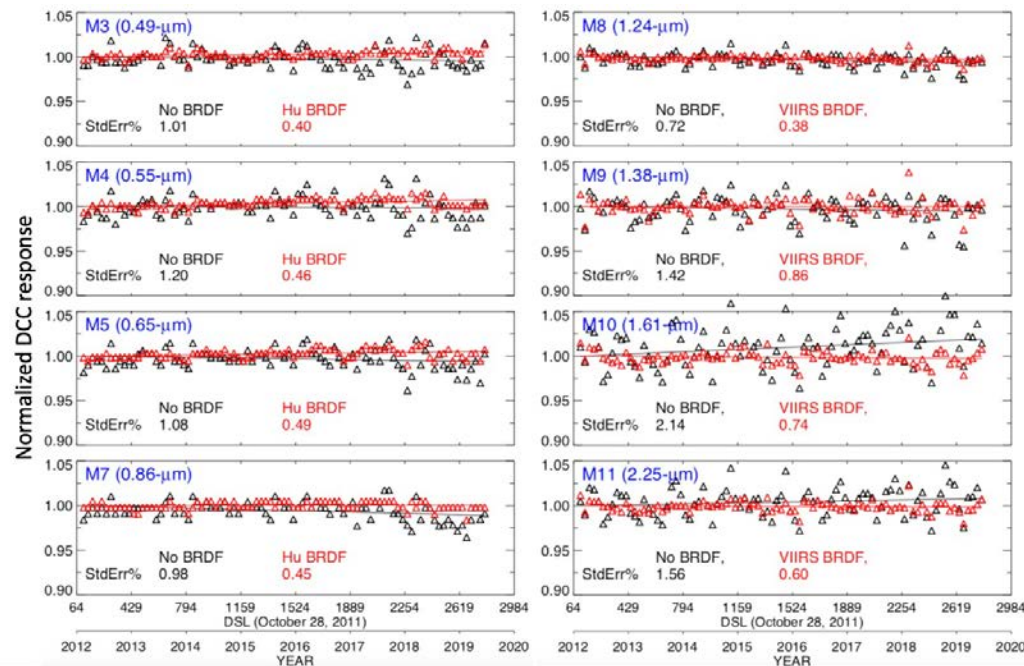 Normalized DCC response
1.05
1.00
0.95
0.90
M3 (0.49-μm)
No BRDF Hu BRDF
StdErr% 1.01 0.40
1.05
1.00
0.95
0.90
M4 (0.55-μm)
No BRDF Hu BRDF
StdErr% 1.20 0.46
1.05
1.00
0.95
0.90
M5 (0.65-μm)
No BRDF Hu BRDF
StdErr% 1.08 0.49
1.05
1.00
0.95
0.90
M7 (0.86-μm)
No BRDF Hu BRDF
StdErr% 0.98 0.45
64 429 794 1159 1524 1889 2254 2619 2984
DSL (October 28, 2011)
2012 2013 2014 2015 2016 2017 2018 2019 2020
YEAR
1.05
1.00
0.95
0.90
M8 (1.24-μm)
No BRDF, VIIRS BRDF,
StdErr% 0.72 0.38
1.05
1.00
0.95
0.90
M9 (1.38-μm)
No BRDF, VIIRS BRDF,
StdErr% 1.42 0.86
1.05
1.00
0.95
0.90
M10 (1.61-μm)
No BRDF, VIIRS BRDF,
StdErr% 2.14 0.74
1.05
1.00
0.95
0.90
M11 (2.25-μm)
No BRDF, VIIRS BRDF,
StdErr% 1.56 0.60
64 429 794 1159 1524 1889 2254 2619 2984
DSL (October 28, 2011)
2012 2013 2014 2015 2016 2017 2018 2019 2020
YEAR